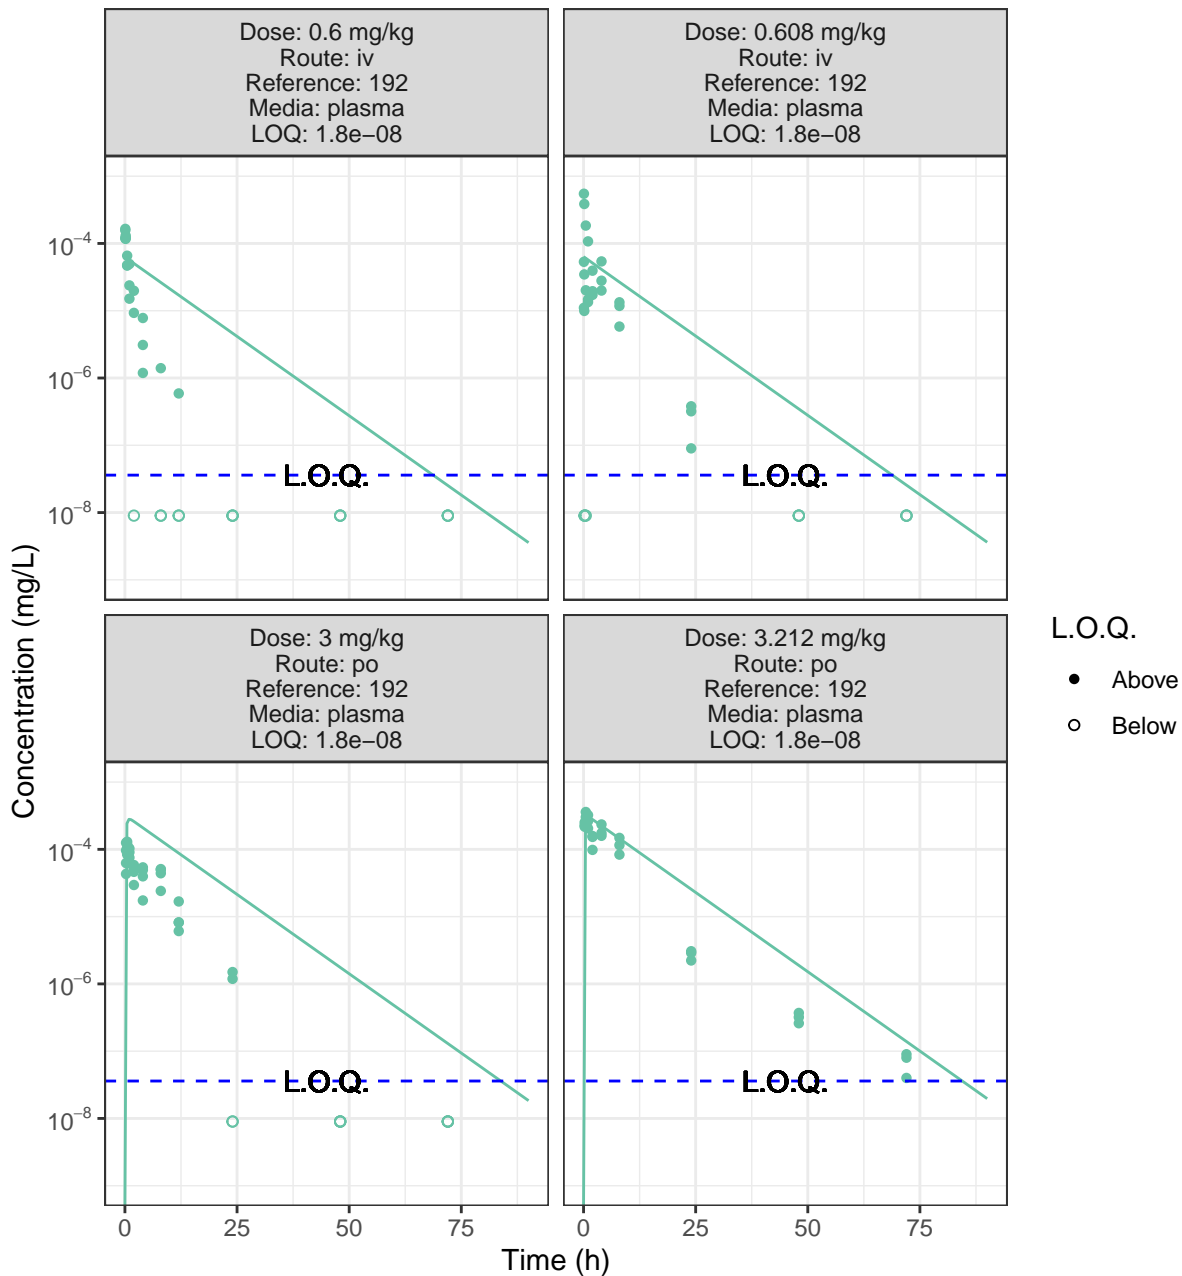 Dose: 0.6 mg/kg
Route: iv
Reference: 192
Media: plasma
LOQ: 1.8e−08
Dose: 0.608 mg/kg
Route: iv
Reference: 192
Media: plasma
LOQ: 1.8e−08
10−4
10−6
10−8
L.O.Q.
L.O.Q.
Dose: 3 mg/kg
Route: po
Reference: 192
Media: plasma
LOQ: 1.8e−08
Dose: 3.212 mg/kg
Route: po
Reference: 192
Media: plasma
LOQ: 1.8e−08
10−4
10−6
10−8
L.O.Q.
L.O.Q.
0 25 50 75
0 25 50 75
Time (h)
Concentration (mg/L)
L.O.Q.
Above
Below